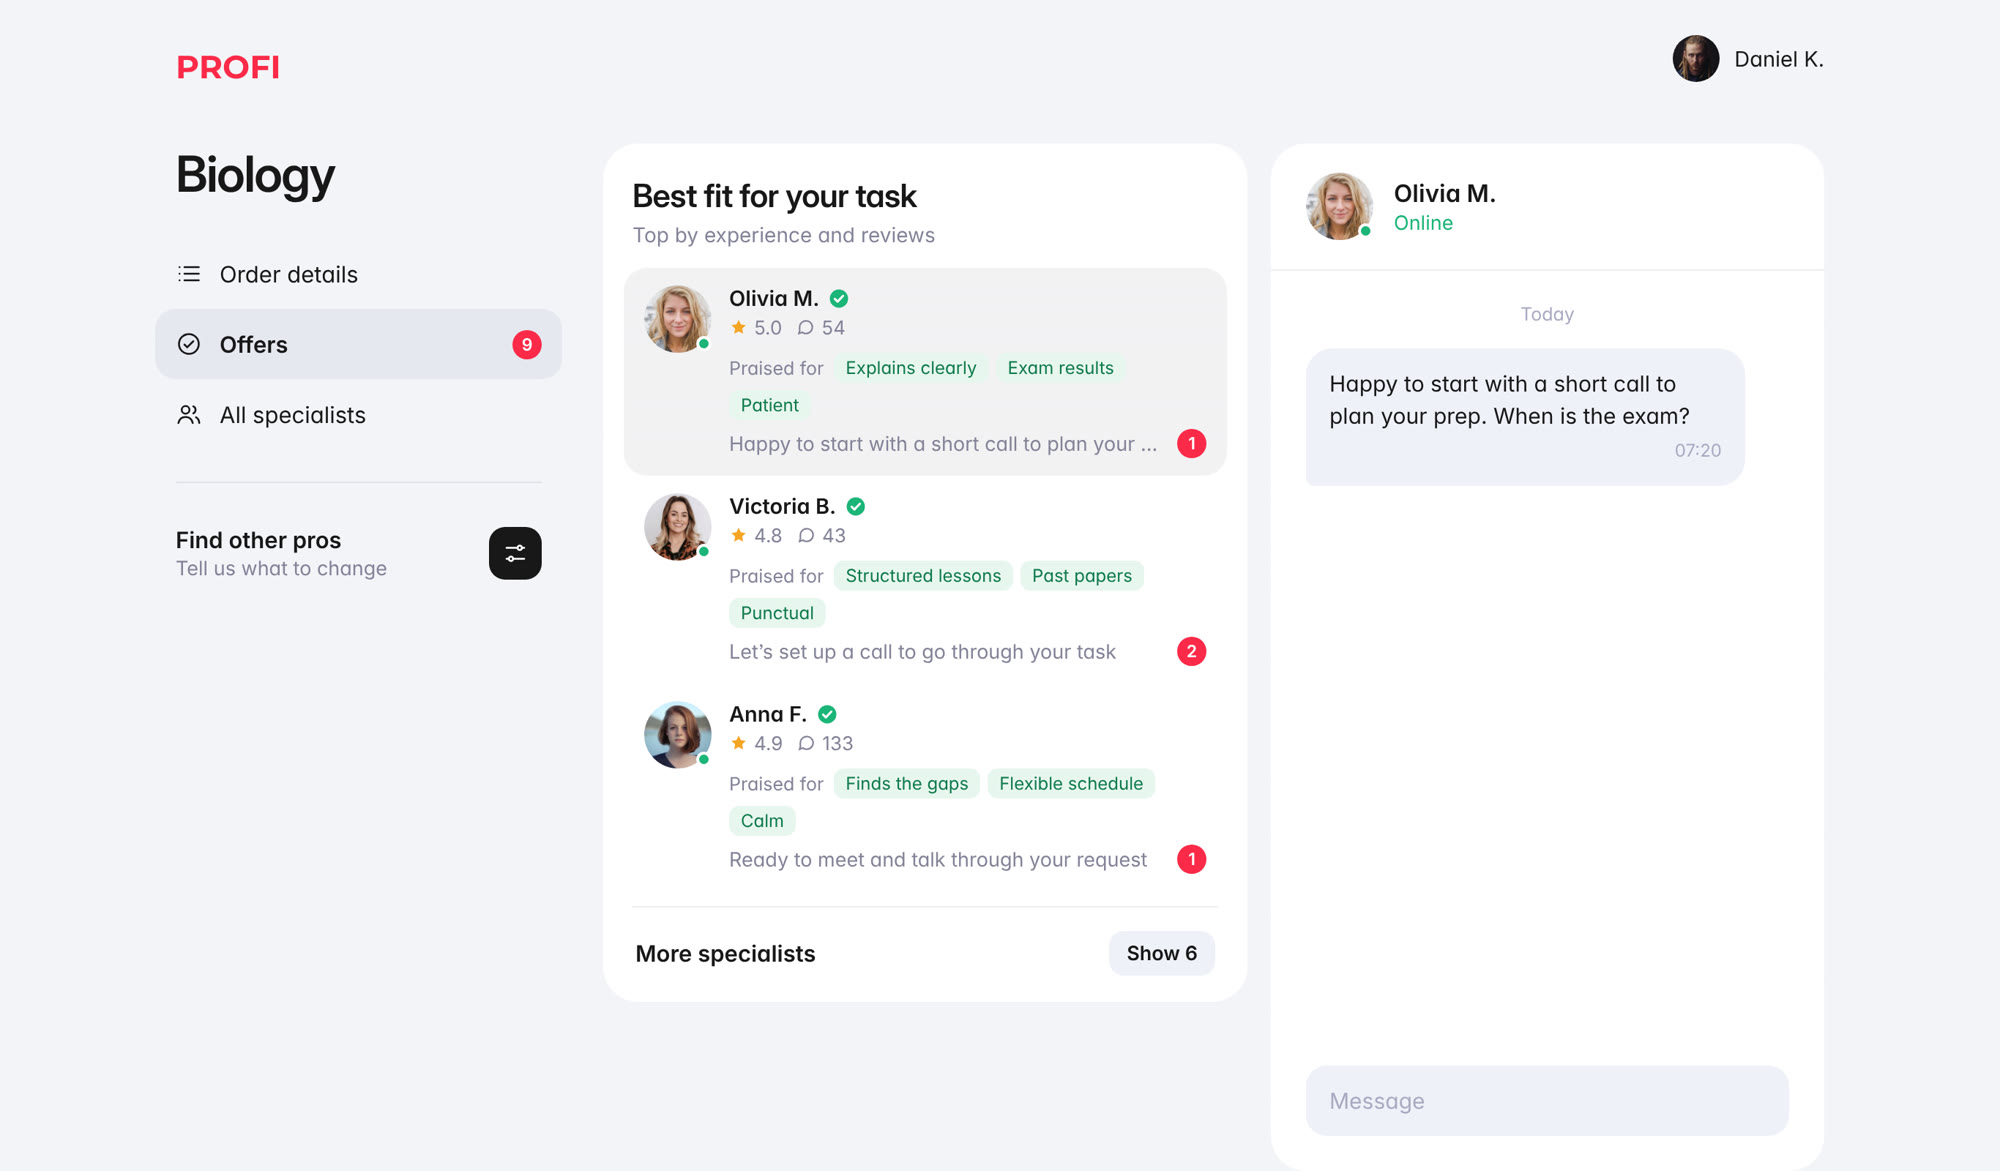 PROFI
Daniel K.
Biology
Order details
Offers
9
All specialists
Find other pros
Tell us what to change
Best fit for your task
Top by experience and reviews
Olivia M.
5.0 54
Praised for Explains clearly Exam results
Patient
Happy to start with a short call to plan your ... 1
Victoria B.
4.8 43
Praised for Structured lessons Past papers
Punctual
Let’s set up a call to go through your task 2
Anna F.
4.9 133
Praised for Finds the gaps Flexible schedule
Calm
Ready to meet and talk through your request 1
More specialists Show 6
Olivia M.
Online
Today
Happy to start with a short call to
plan your prep. When is the exam?
07:20
Message